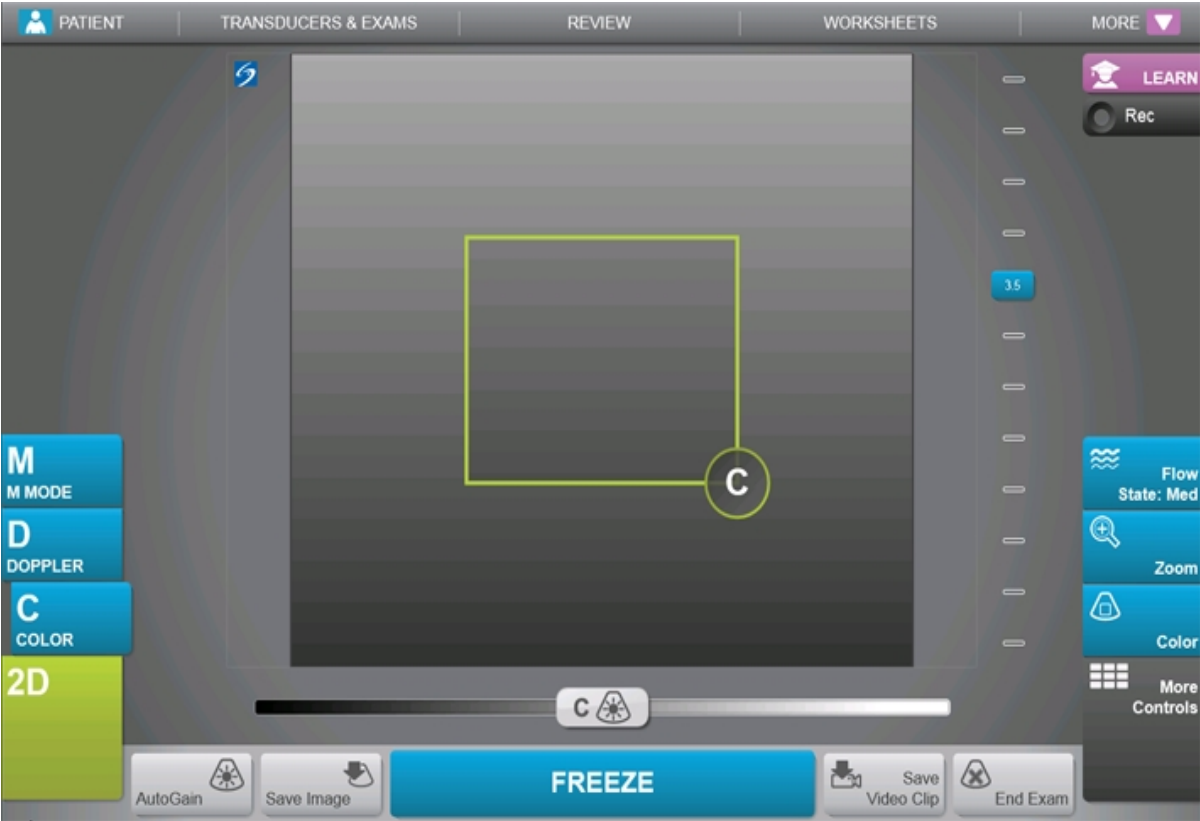 PATIENT
TRANSDUCERS & EXAMS
REVIEW
WORKSHEETS
MORE
LEARN
Rec
3.5
C
M
M MODE
D
DOPPLER
C
COLOR
2D
Flow
State: Med
Zoom
Color
More
Controls
C
AutoGain
Save Image
FREEZE
Save
Video Clip
End Exam